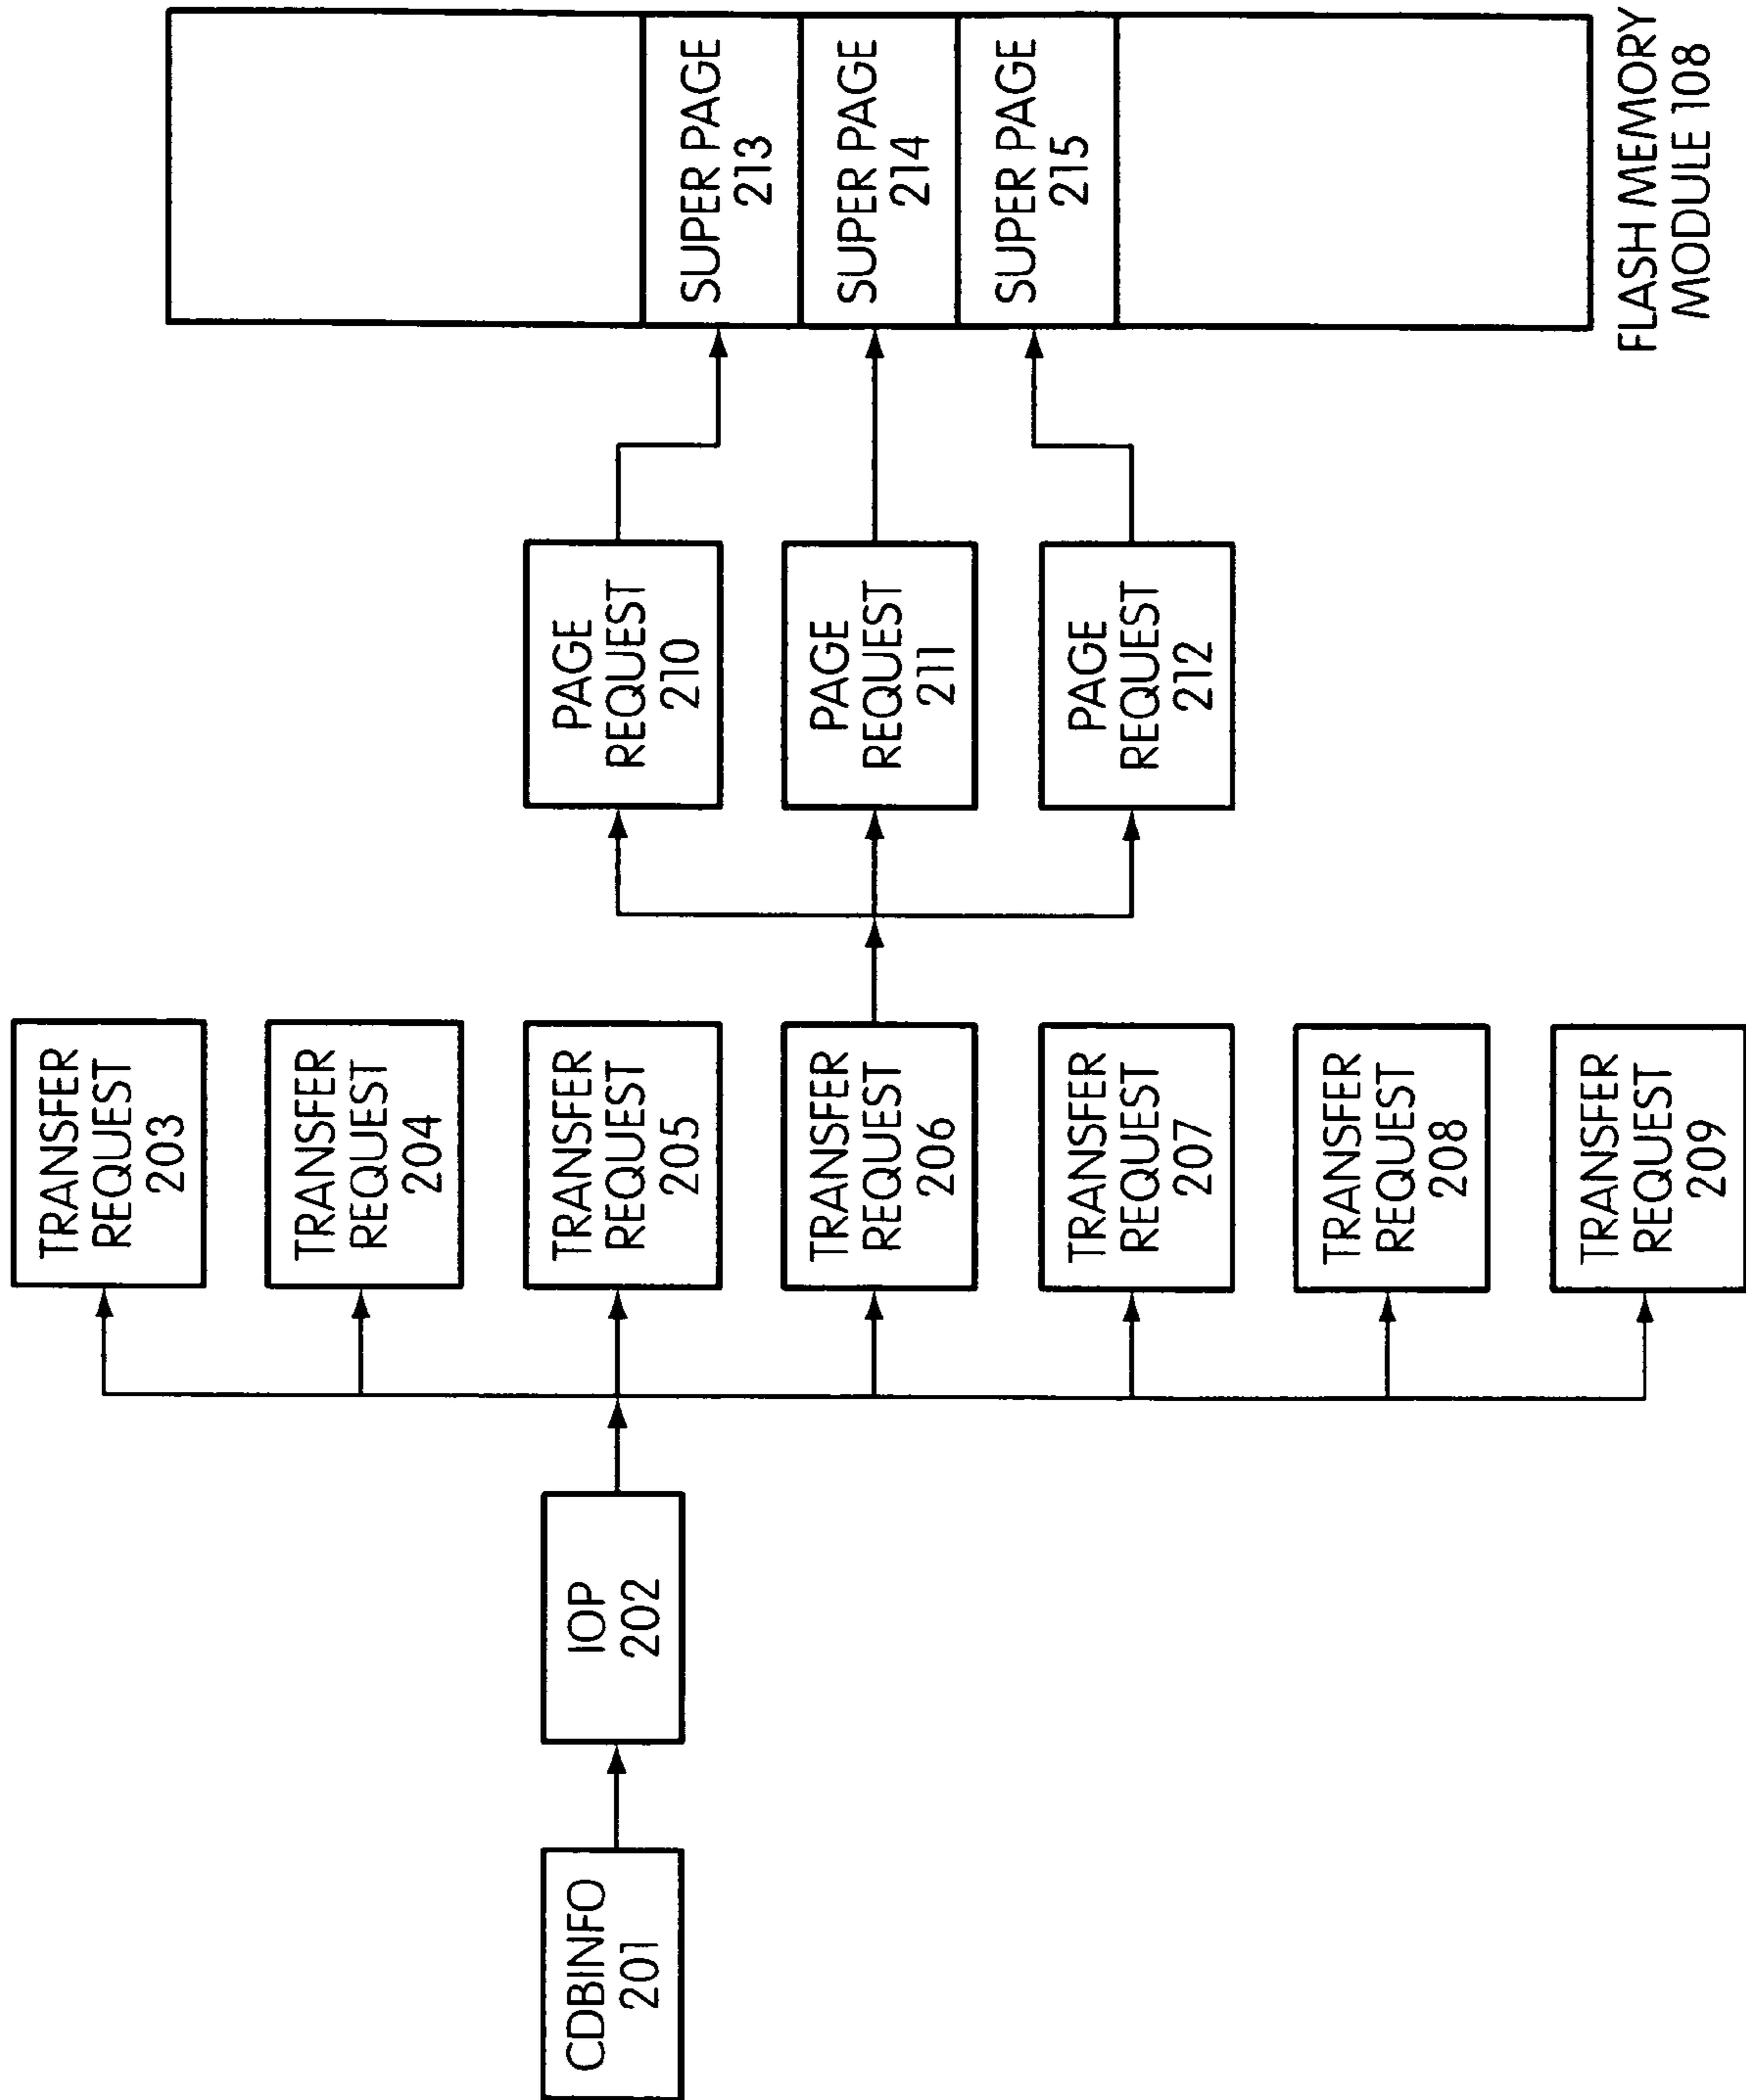 CDBINFO
201
IOP
202
TRANSFER
REQUEST
203
TRANSFER
REQUEST
204
TRANSFER
REQUEST
205
TRANSFER
REQUEST
206
TRANSFER
REQUEST
207
TRANSFER
REQUEST
208
TRANSFER
REQUEST
209
PAGE
REQUEST
210
PAGE
REQUEST
211
PAGE
REQUEST
212
SUPER PAGE
213
SUPER PAGE
214
SUPER PAGE
215
FLASH MEMORY
MODULE 108